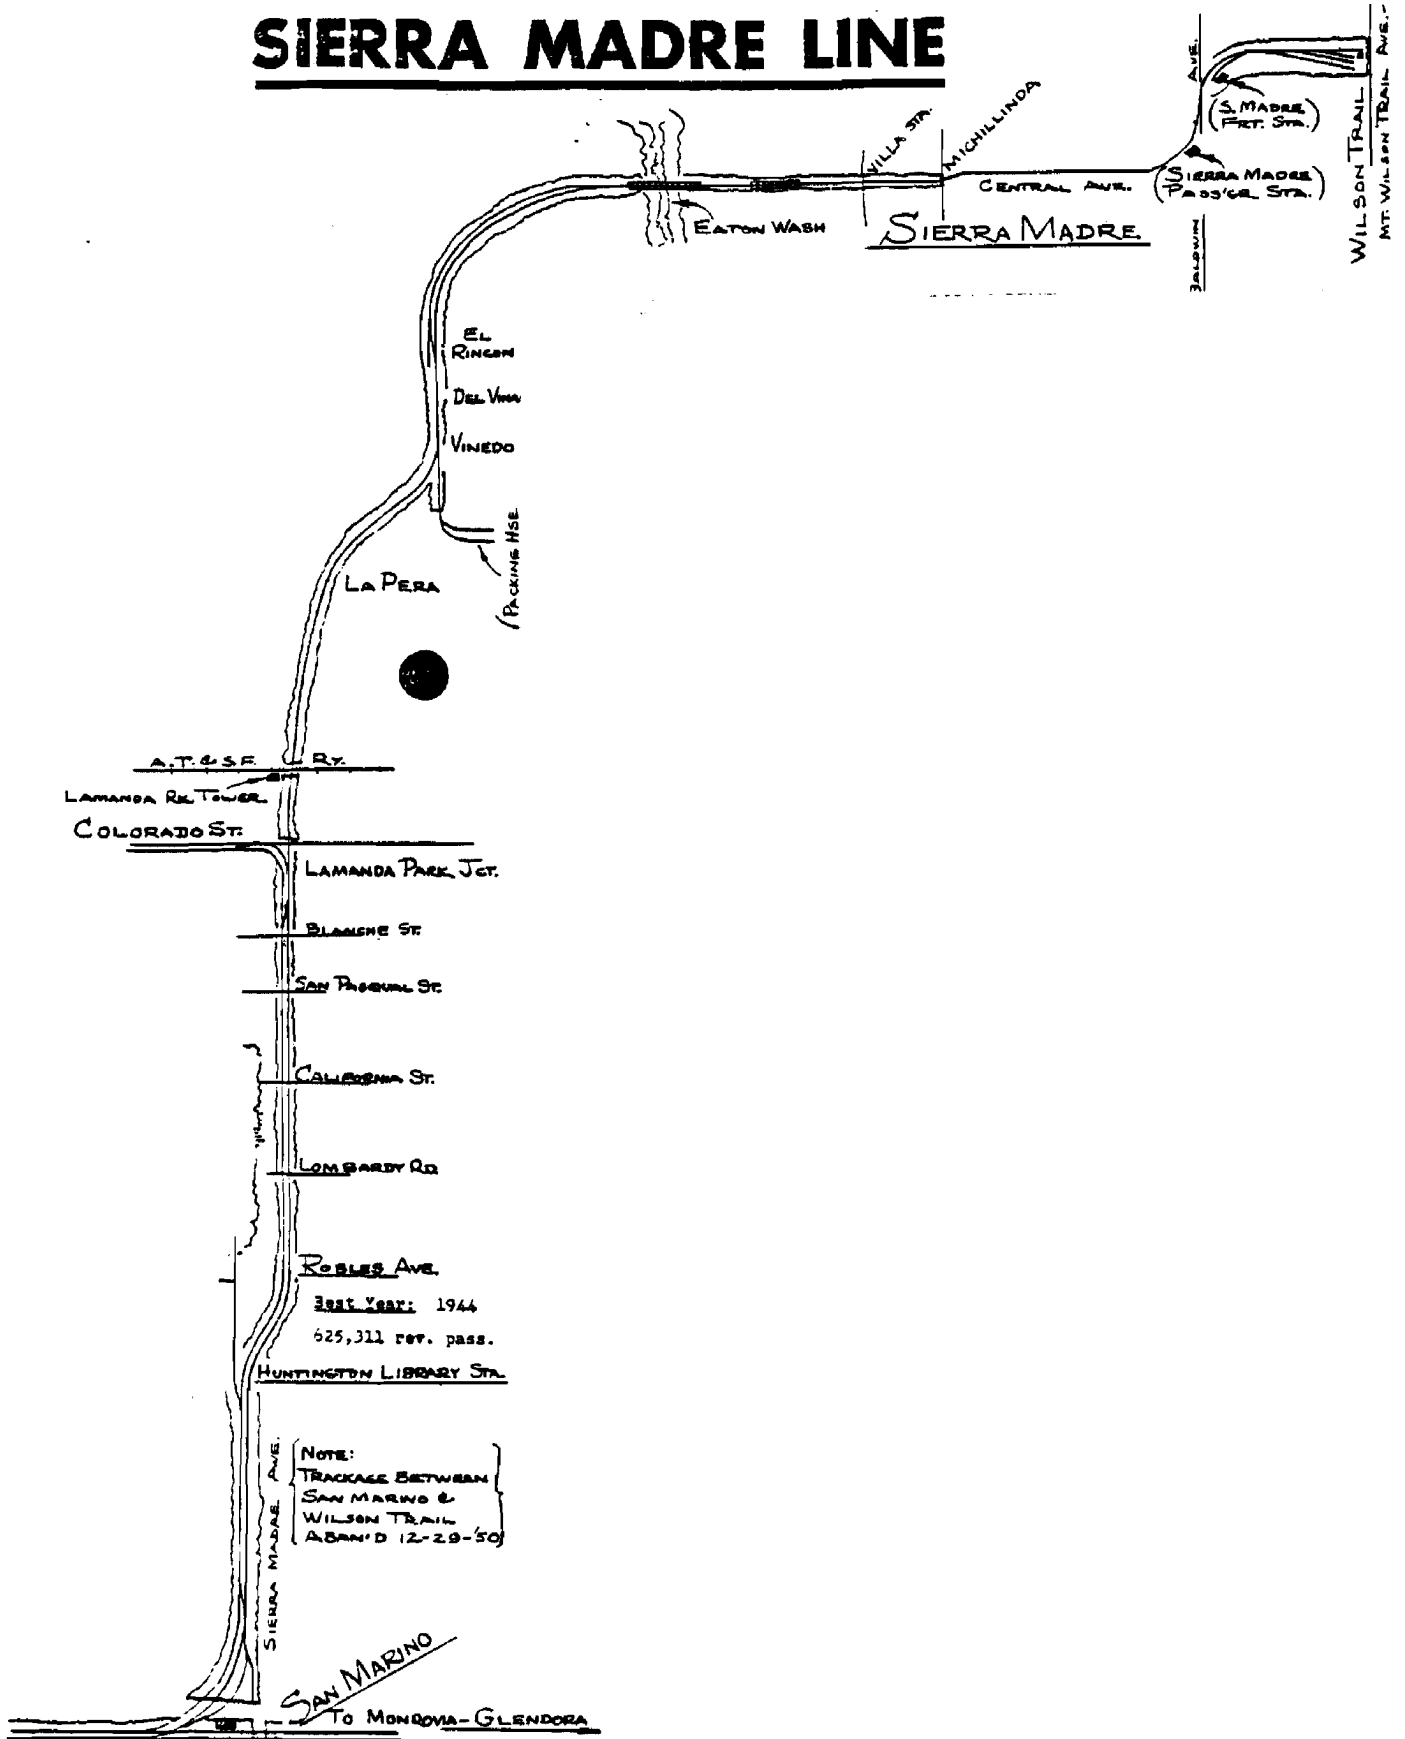 SIERRA MADRE LINE
AVE.
(S. MADRE
FRT. STA.)
WILSON TRAIL
MT. WILSON TRAIL AVE.-
VILLA STA.
MICHILLINDA
CENTRAL AVE.
(SIERRA MADRE
PASS'GR STA.)
EATON WASH
SIERRA MADRE
BALDWIN
EL
RINCON
DEL VINA
VINEDO
(PACKING HSE
LA PERA
A.T. & S.F. RY.
LAMANDA PK. TOWER
COLORADO ST.
LAMANDA PARK JCT.
BLANCHE ST.
SAN PASQUAL ST.
CALIFORNIA ST.
LOMBARDY RD
ROBLES AVE.
Best Year: 1944
625,311 rev. pass.
HUNTINGTON LIBRARY STA.
SIERRA MADRE AVE.
NOTE:
TRACKAGE BETWEEN
SAN MARINO &
WILSON TRAIL
ABAN'D 12-29-'50
SAN MARINO
TO MONROVIA-GLENDORA